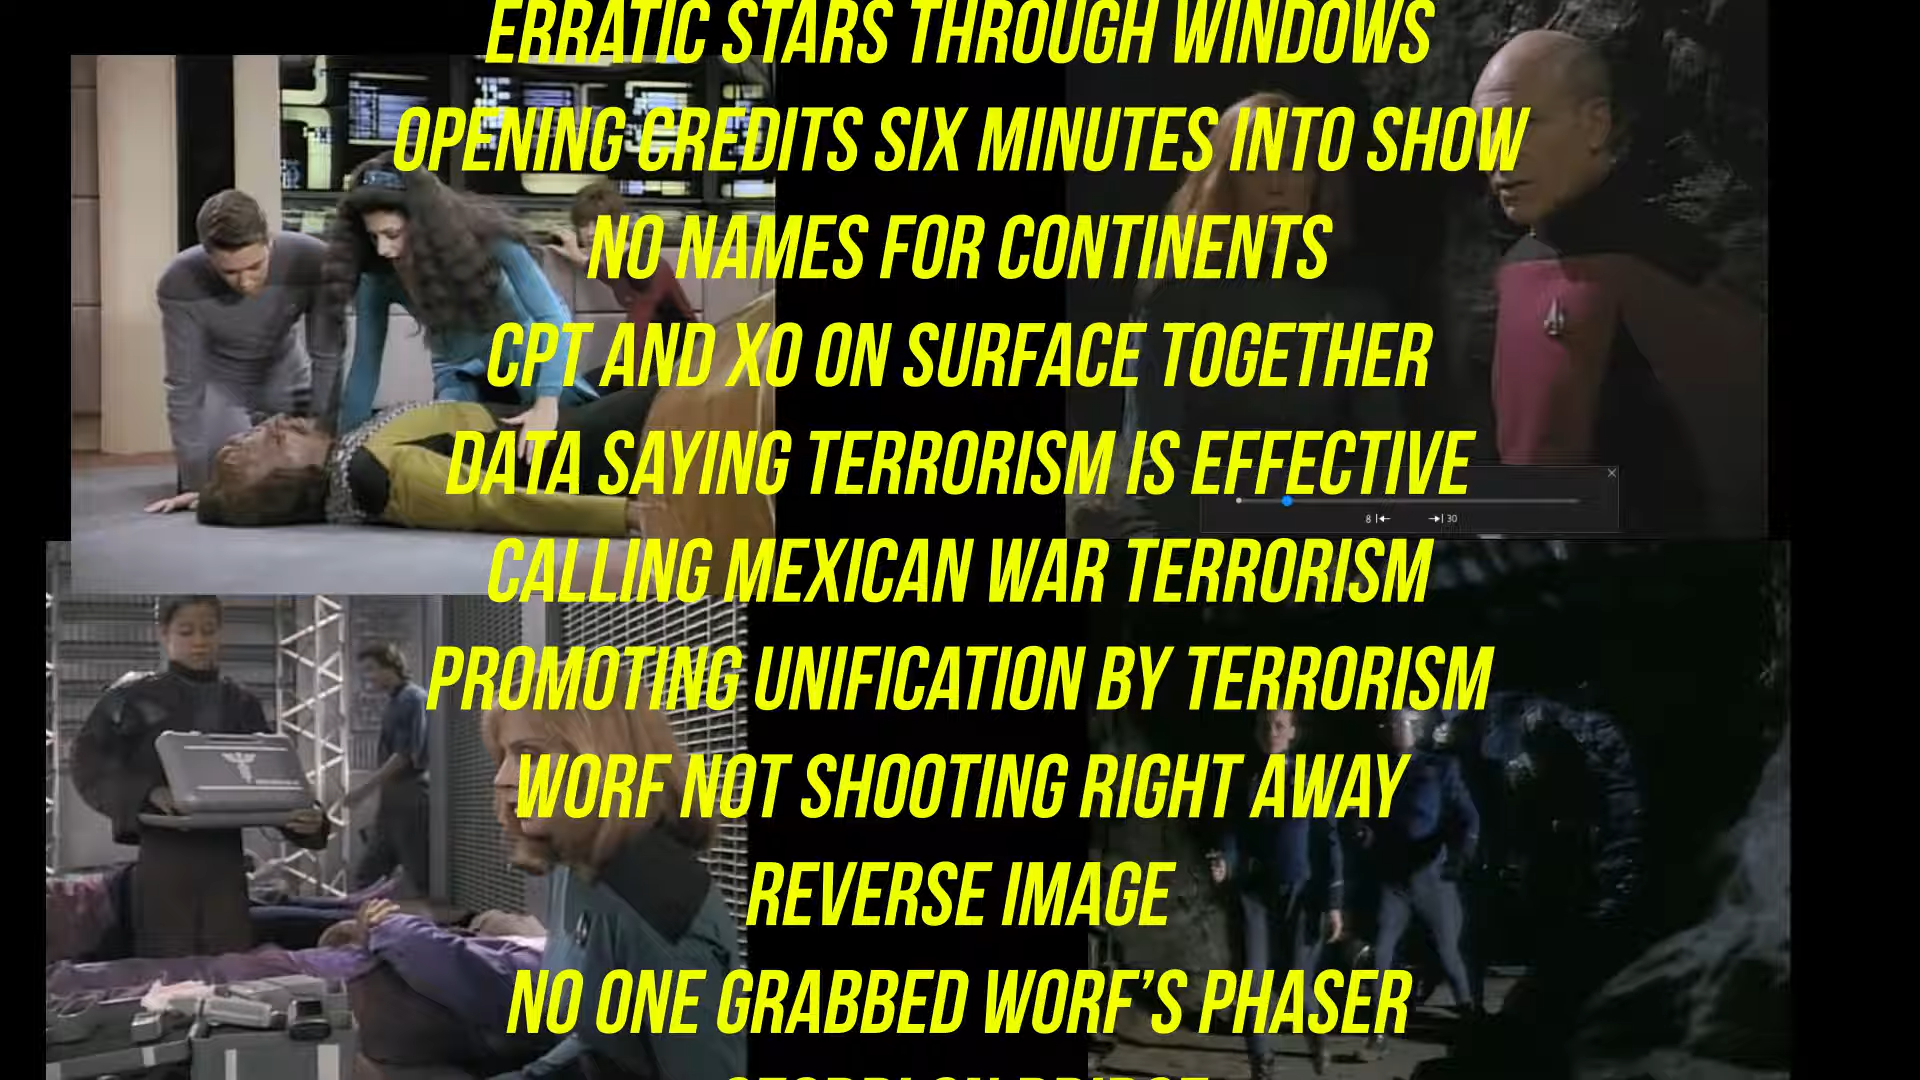 ERRATIC STARS THROUGH WINDOWS
OPENING CREDITS SIX MINUTES INTO SHOW
NO NAMES FOR CONTINENTS
CPT AND XO ON SURFACE TOGETHER
DATA SAYING TERRORISM IS EFFECTIVE
8 30
CALLING MEXICAN WAR TERRORISM
PROMOTING UNIFICATION BY TERRORISM
WORF NOT SHOOTING RIGHT AWAY
REVERSE IMAGE
NO ONE GRABBED WORF'S PHASER